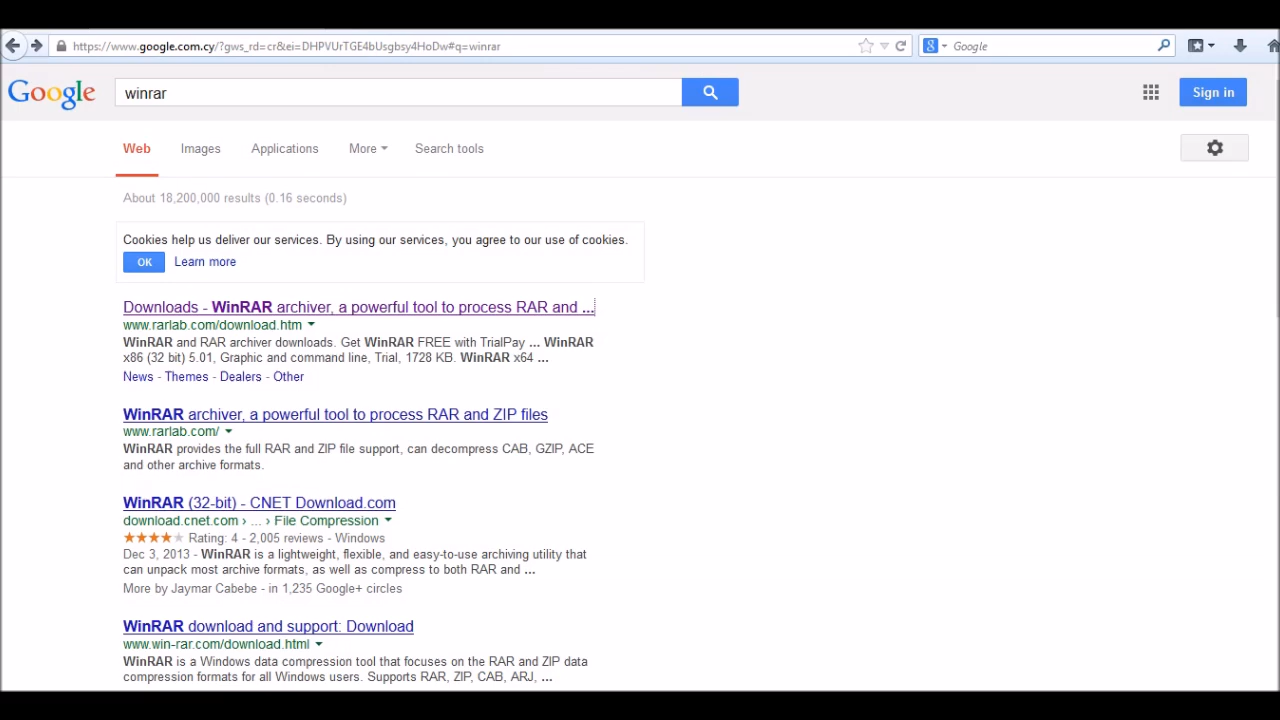 https://www.google.com.cy/?gws_rd=cr&ei=DHPVUrTGE4bUsgbsy4HoDw#q=winrar
8 Google
Google winrar Sign in
Web Images Applications More Search tools
About 18,200,000 results (0.16 seconds)
Cookies help us deliver our services. By using our services, you agree to our use of cookies.
OK Learn more
Downloads - WinRAR archiver, a powerful tool to process RAR and ...
www.rarlab.com/download.htm
WinRAR and RAR archiver downloads. Get WinRAR FREE with TrialPay ... WinRAR
x86 (32 bit) 5.01, Graphic and command line, Trial, 1728 KB. WinRAR x64 ...
News - Themes - Dealers - Other
WinRAR archiver, a powerful tool to process RAR and ZIP files
www.rarlab.com/
WinRAR provides the full RAR and ZIP file support, can decompress CAB, GZIP, ACE
and other archive formats.
WinRAR (32-bit) - CNET Download.com
download.cnet.com › ... › File Compression
Rating: 4 - 2,005 reviews - Windows
Dec 3, 2013 - WinRAR is a lightweight, flexible, and easy-to-use archiving utility that
can unpack most archive formats, as well as compress to both RAR and ...
More by Jaymar Cabebe - in 1,235 Google+ circles
WinRAR download and support: Download
www.win-rar.com/download.html
WinRAR is a Windows data compression tool that focuses on the RAR and ZIP data
compression formats for all Windows users. Supports RAR, ZIP, CAB, ARJ, ...